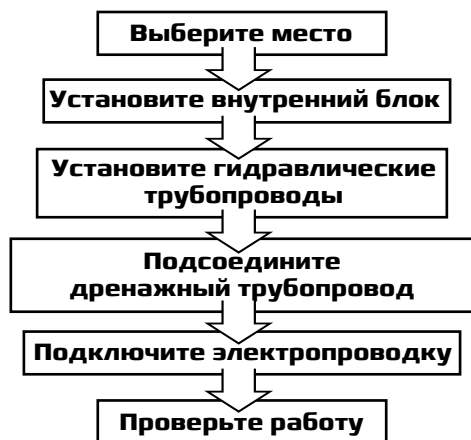 Выберите место
Установите внутренний блок
Установите гидравлические
трубопроводы
Подсоедините
дренажный трубопровод
Подключите электропроводку
Проверьте работу